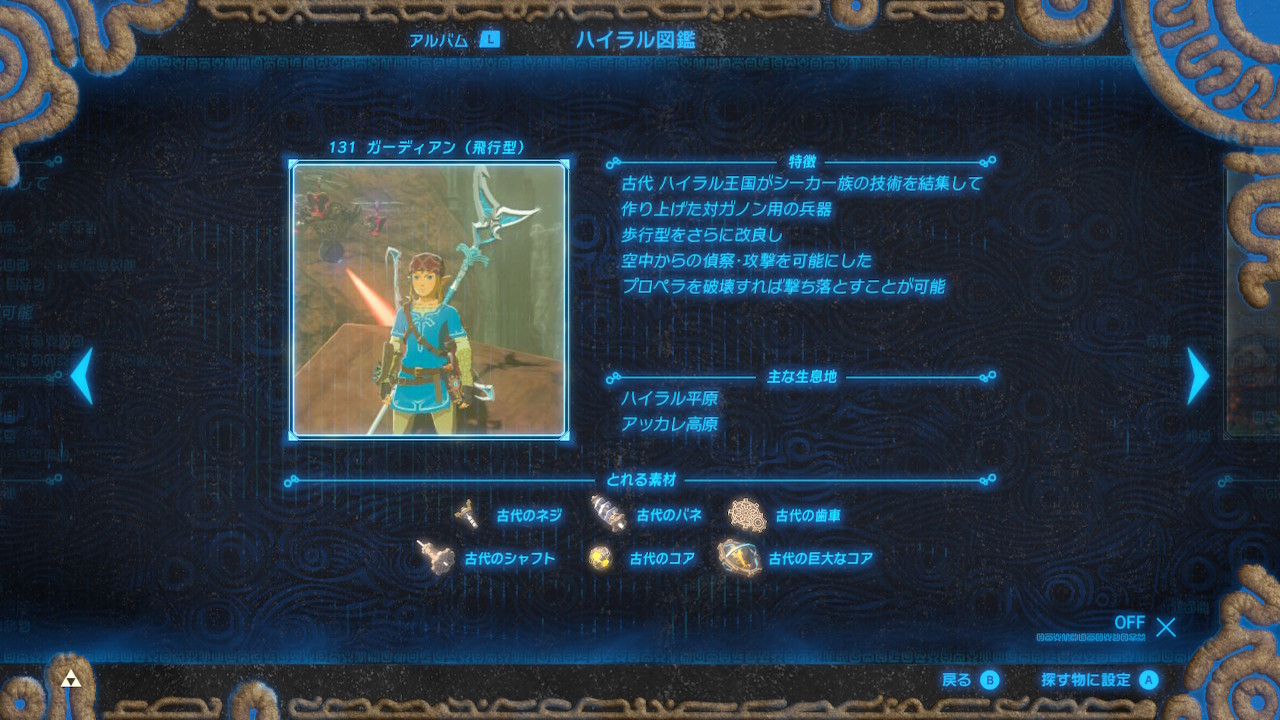 アルバム L
ハイラル図鑑
131 ガーディアン（飛行型）
特徴
古代 ハイラル王国がシーカー族の技術を結集して
作り上げた対ガノン用の兵器
歩行型をさらに改良し
空中からの偵察･攻撃を可能にした
プロペラを破壊すれば撃ち落とすことが可能
主な生息地
ハイラル平原
アッカレ高原
とれる素材
古代のネジ 古代のバネ 古代の歯車
古代のシャフト 古代のコア 古代の巨大なコア
OFF
戻る B 探す物に設定 A